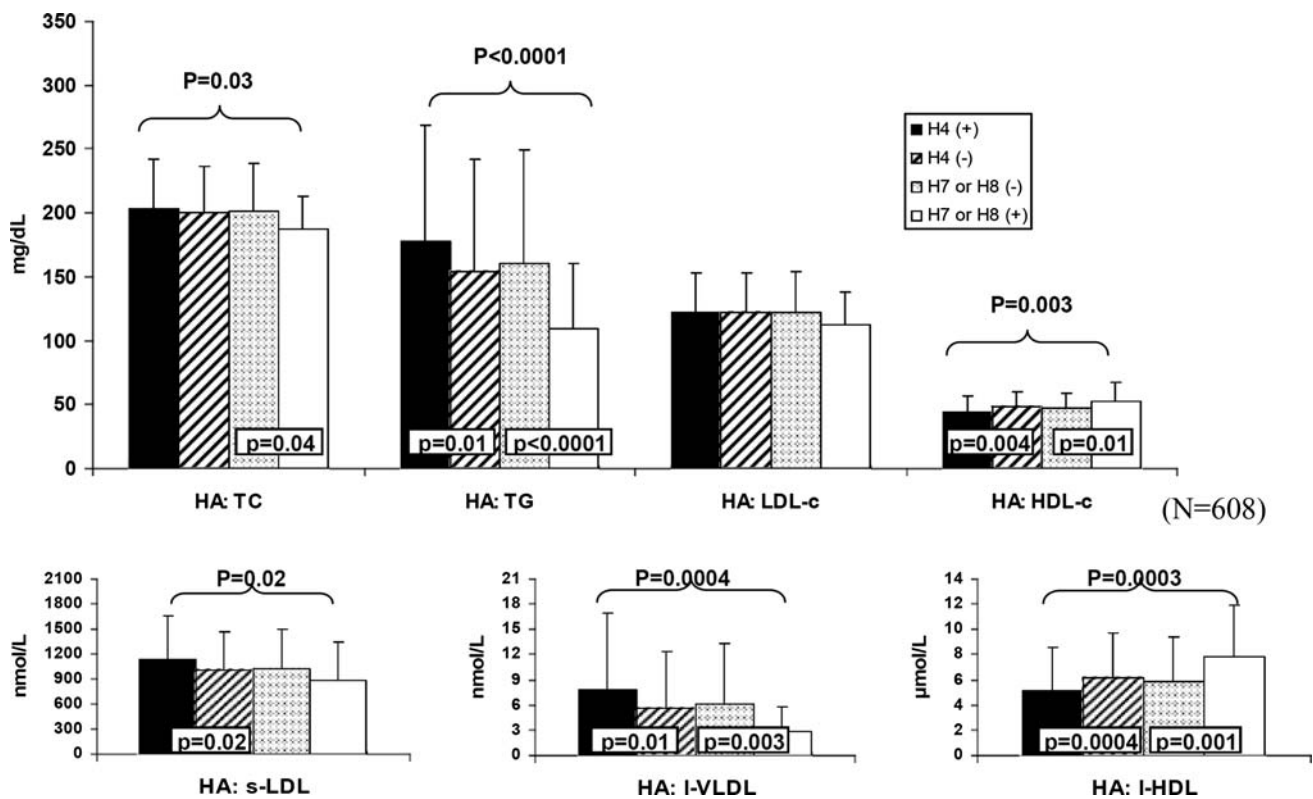 350
300
250
200
150
100
50
0
mg/dL
P=0.03
P<0.0001
P=0.003
H4 (+)
H4 (-)
H7 or H8 (-)
H7 or H8 (+)
p=0.04
p=0.01
p<0.0001
p=0.004
p=0.01
HA: TC
HA: TG
HA: LDL-c
HA: HDL-c
(N=608)
2100
1800
1500
1200
900
600
300
0
nmol/L
P=0.02
p=0.02
HA: s-LDL
21
18
15
12
9
6
3
0
nmol/L
P=0.0004
p=0.01
p=0.003
HA: l-VLDL
14
12
10
8
6
4
2
0
µmol/L
P=0.0003
p=0.0004
p=0.001
HA: l-HDL